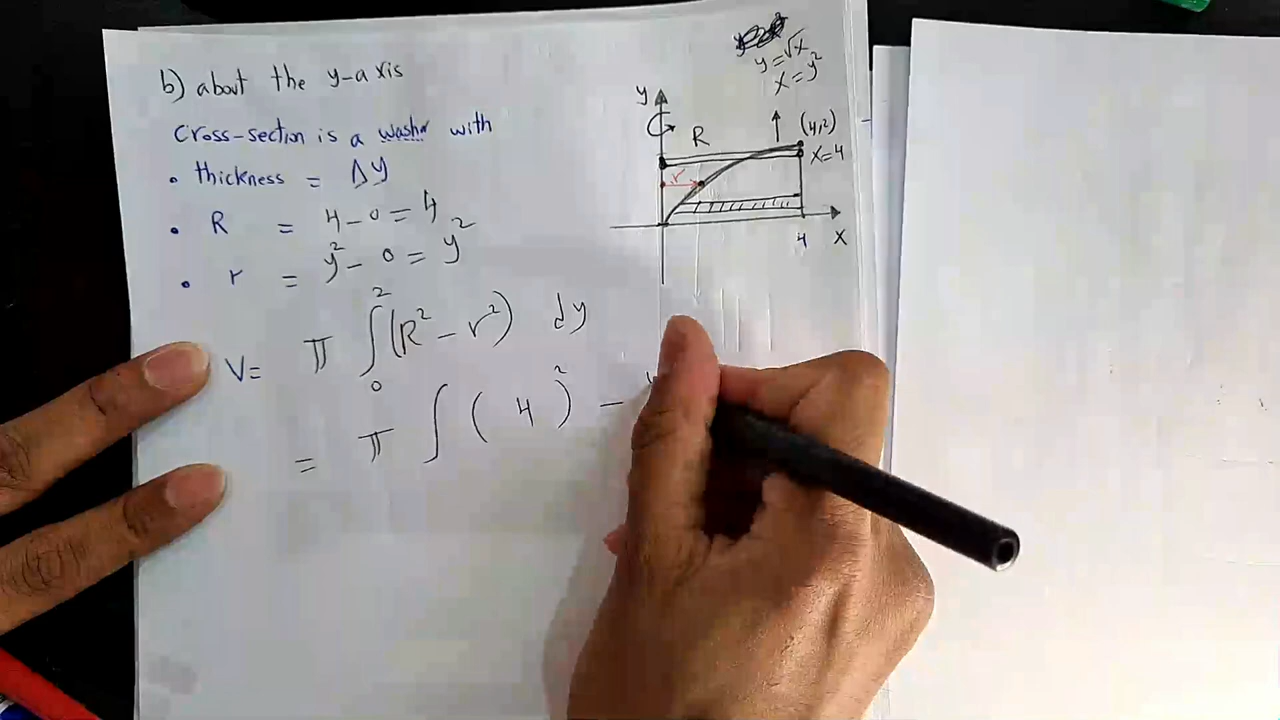 b) about the y-axis
Cross-section is a washer with
• thickness = Δy
• R = 4-0 = 4
• r = y²-0 = y²
V= π ∫₀² (R² - r²) dy
= π ∫ (4)² -
y=√x
x=y²
y
R
(4,2)
x=4
r
4
x